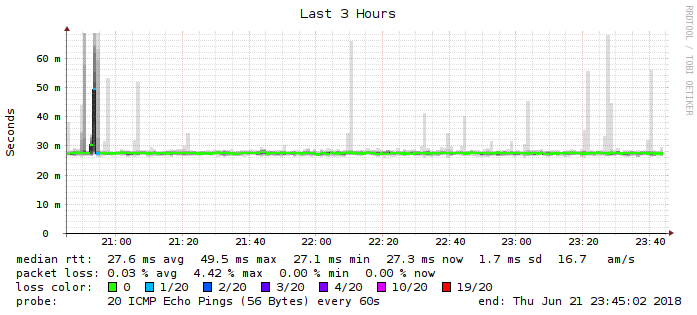 Last 3 Hours
RRDTOOL / TOBI OETIKER
Seconds
60 m
50 m
40 m
30 m
20 m
10 m
0
21:00 21:20 21:40 22:00 22:20 22:40 23:00 23:20 23:40
median rtt: 27.6 ms avg 49.5 ms max 27.1 ms min 27.3 ms now 1.7 ms sd 16.7 am/s
packet loss: 0.03 % avg 4.42 % max 0.00 % min 0.00 % now
loss color: 0 1/20 2/20 3/20 4/20 10/20 19/20
probe: 20 ICMP Echo Pings (56 Bytes) every 60s end: Thu Jun 21 23:45:02 2018